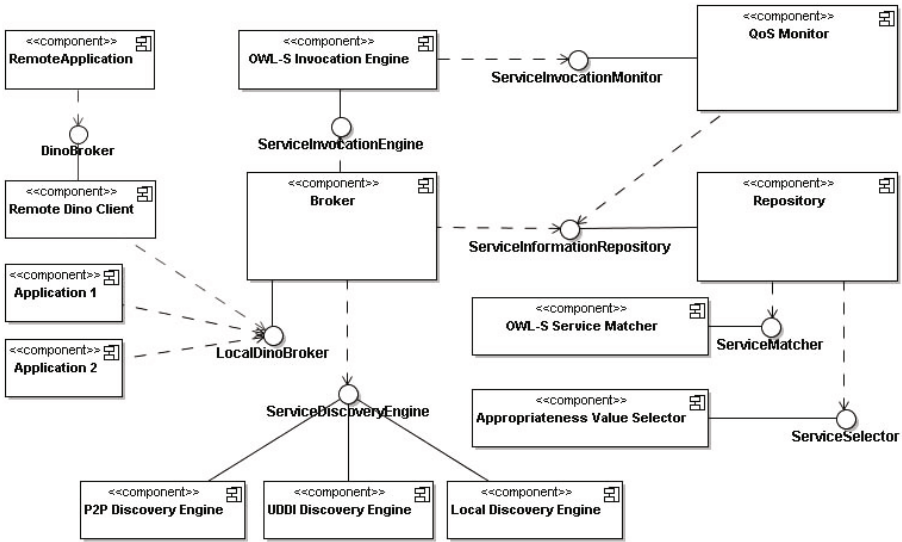 <<component>>
RemoteApplication
DinoBroker
<<component>>
Remote Dino Client
<<component>>
Application 1
<<component>>
Application 2
<<component>>
OWL-S Invocation Engine
ServiceInvocationEngine
<<component>>
Broker
LocalDinoBroker
ServiceDiscoveryEngine
<<component>>
P2P Discovery Engine
<<component>>
UDDI Discovery Engine
<<component>>
Local Discovery Engine
ServiceInvocationMonitor
<<component>>
QoS Monitor
ServiceInformationRepository
<<component>>
Repository
<<component>>
OWL-S Service Matcher
ServiceMatcher
<<component>>
Appropriateness Value Selector
ServiceSelector